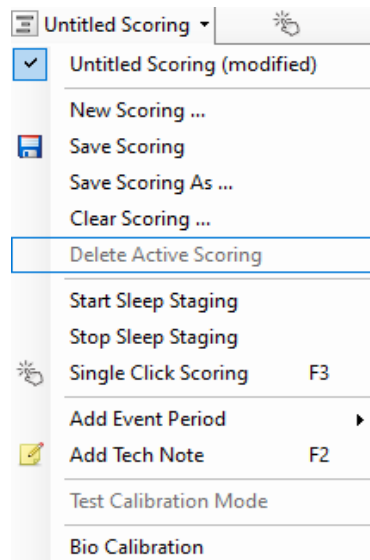 Untitled Scoring
Untitled Scoring (modified)
New Scoring ...
Save Scoring
Save Scoring As ...
Clear Scoring ...
Delete Active Scoring
Start Sleep Staging
Stop Sleep Staging
Single Click Scoring F3
Add Event Period
Add Tech Note F2
Test Calibration Mode
Bio Calibration